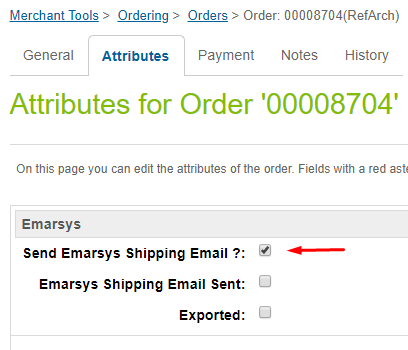 Merchant Tools > Ordering > Orders > Order: 00008704(RefArch)
General Attributes Payment Notes History
Attributes for Order '00008704'
On this page you can edit the attributes of the order. Fields with a red aste
Emarsys
Send Emarsys Shipping Email ?:
Emarsys Shipping Email Sent:
Exported: